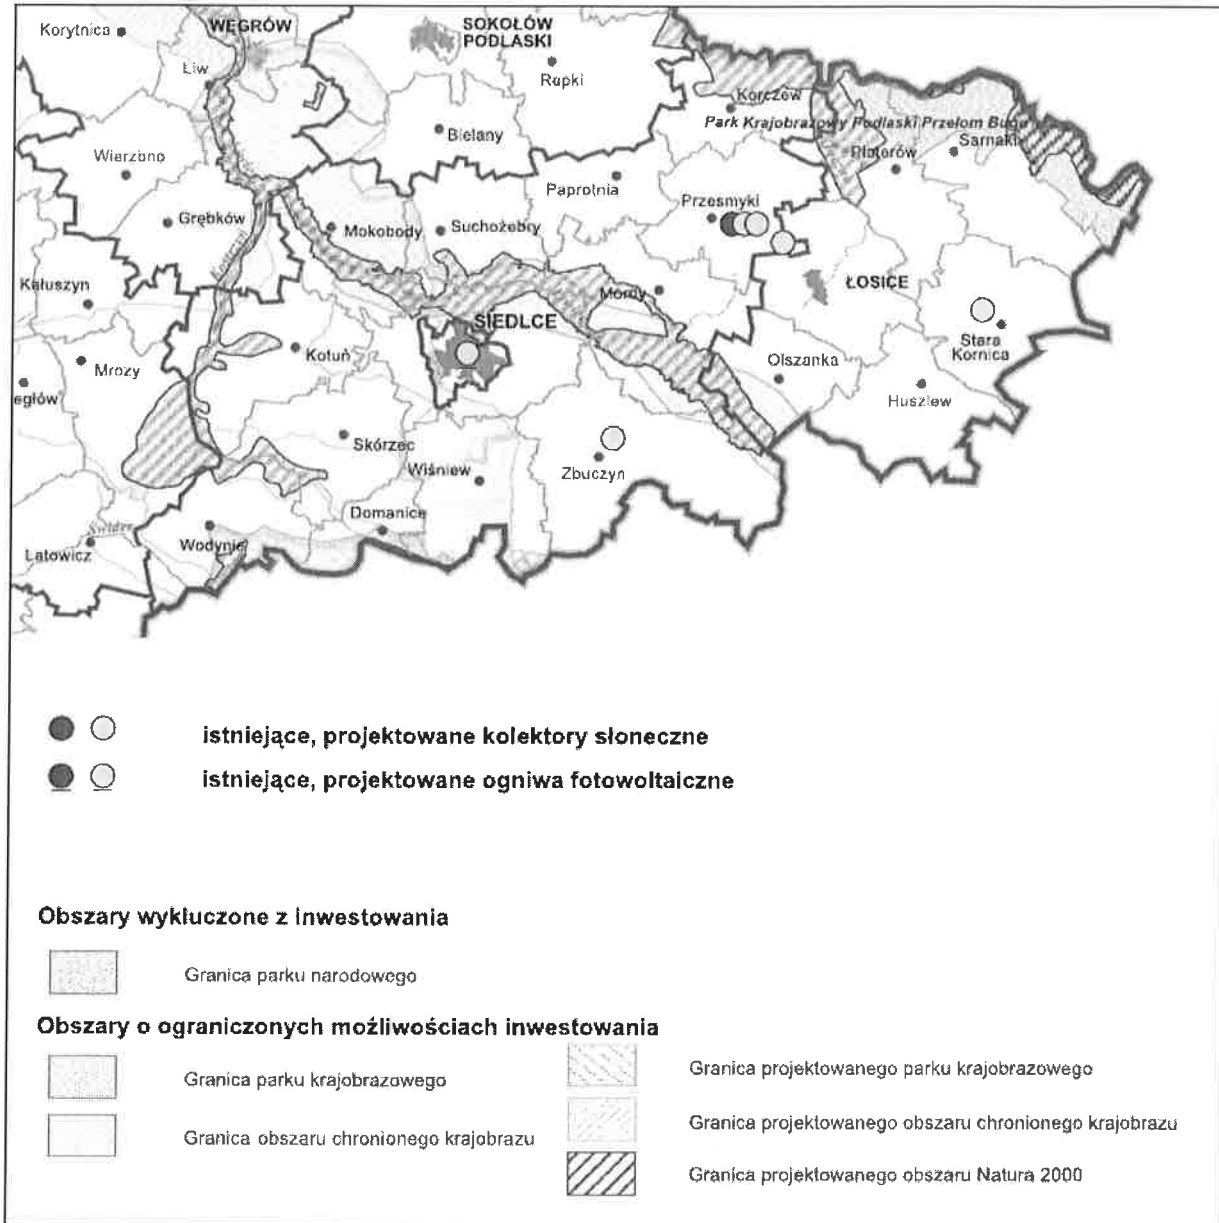 WĘGRÓW
SOKOŁÓW
PODLASKI
Korytnica
Liw
Repki
Korczew
Park Krajobrazowy Podlaski Przełom Bugu
Bielany
Sarnaki
Platerów
Wierzbno
Paprotnia
Przesmyki
Grębków
Mokobody
Suchożebry
Kostrzyń
Kałuszyn
Mordy
ŁOSICE
SIEDLCE
Stara
Kornica
Kotuń
Olszanka
Mrozy
egłów
Huszlew
Skórzec
Wiśniew
Zbuczyn
Domanice
Świder
Wodynie
Latowicz
istniejące, projektowane kolektory słoneczne
istniejące, projektowane ogniwa fotowoltaiczne
Obszary wykluczone z inwestowania
Granica parku narodowego
Obszary o ograniczonych możliwościach inwestowania
Granica parku krajobrazowego
Granica obszaru chronionego krajobrazu
Granica projektowanego parku krajobrazowego
Granica projektowanego obszaru chronionego krajobrazu
Granica projektowanego obszaru Natura 2000